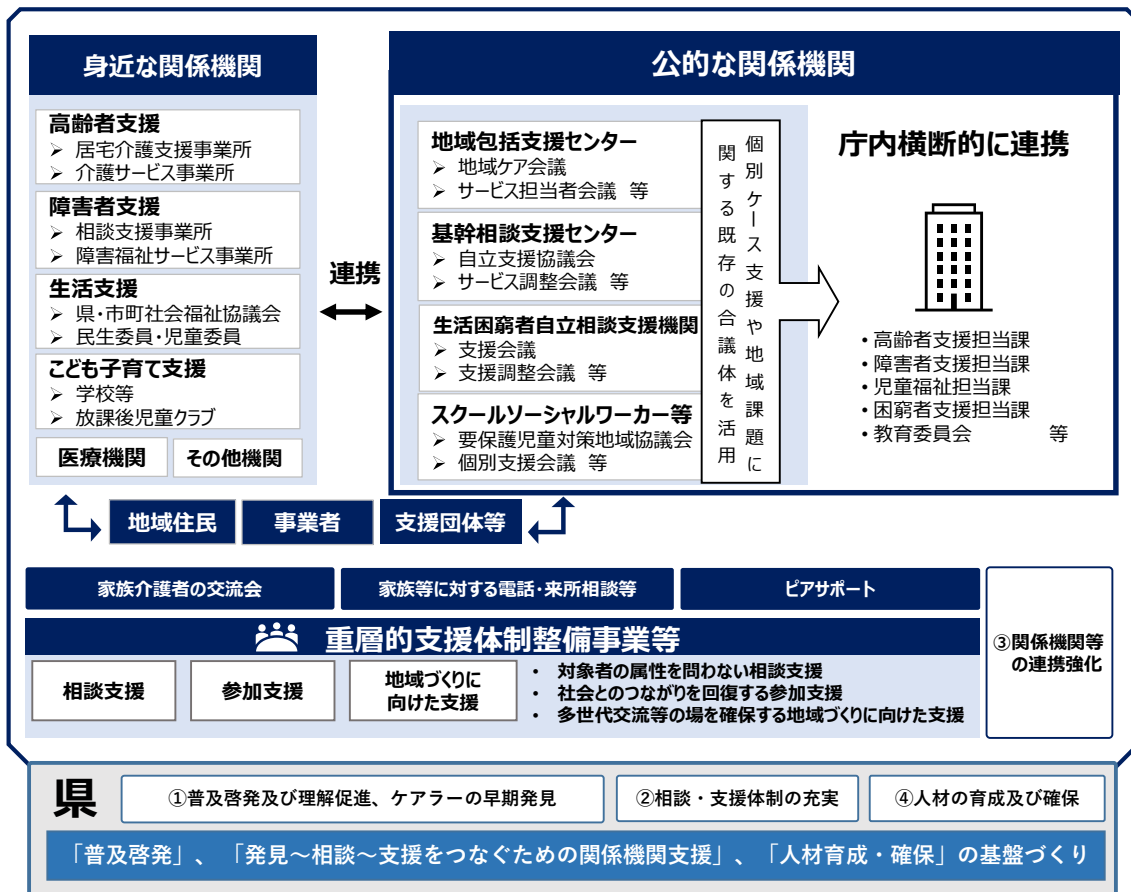 身近な関係機関
高齢者支援
➢ 居宅介護支援事業所
➢ 介護サービス事業所
障害者支援
➢ 相談支援事業所
➢ 障害福祉サービス事業所
生活支援
➢ 県・市町社会福祉協議会
➢ 民生委員・児童委員
こども子育て支援
➢ 学校等
➢ 放課後児童クラブ
医療機関
その他機関
連携
公的な関係機関
地域包括支援センター
➢ 地域ケア会議
➢ サービス担当者会議 等
基幹相談支援センター
➢ 自立支援協議会
➢ サービス調整会議 等
生活困窮者自立相談支援機関
➢ 支援会議
➢ 支援調整会議 等
スクールソーシャルワーカー等
➢ 要保護児童対策地域協議会
➢ 個別支援会議 等
個別ケース支援や地域課題に
関する既存の合議体を活用
庁内横断的に連携
・高齢者支援担当課
・障害者支援担当課
・児童福祉担当課
・困窮者支援担当課
・教育委員会 等
地域住民
事業者
支援団体等
家族介護者の交流会
家族等に対する電話・来所相談等
ピアサポート
重層的支援体制整備事業等
相談支援
参加支援
地域づくりに
向けた支援
・ 対象者の属性を問わない相談支援
・ 社会とのつながりを回復する参加支援
・ 多世代交流等の場を確保する地域づくりに向けた支援
③関係機関等
の連携強化
県
①普及啓発及び理解促進、ケアラーの早期発見
②相談・支援体制の充実
④人材の育成及び確保
「普及啓発」、「発見～相談～支援をつなぐための関係機関支援」、「人材育成・確保」の基盤づくり